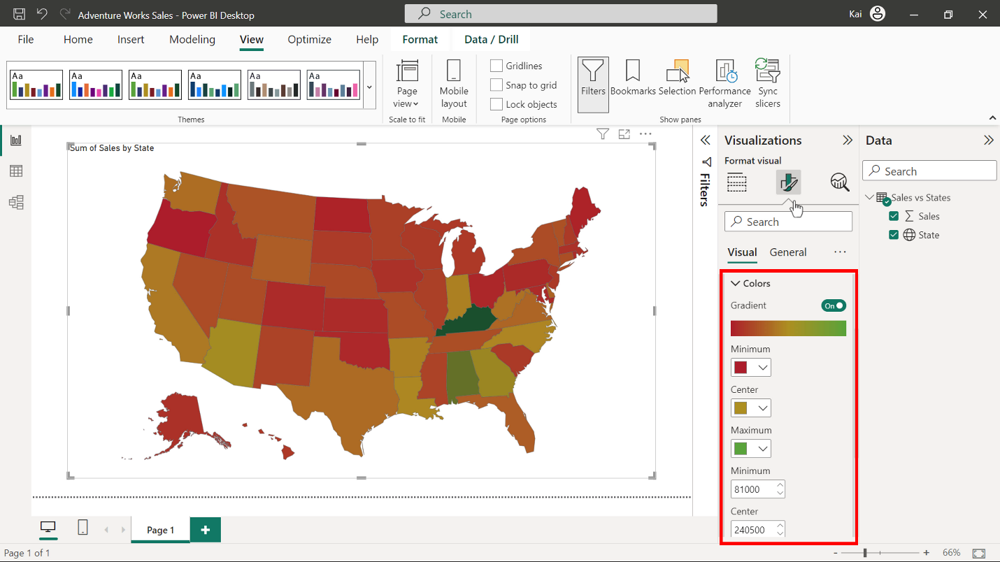 Adventure Works Sales - Power BI Desktop
Search
Kai
File Home Insert Modeling View Optimize Help Format Data / Drill
Aa Aa Aa Aa Aa Aa
Page view
Mobile layout
Gridlines
Snap to grid
Lock objects
Filters
Bookmarks
Selection
Performance analyzer
Sync slicers
Themes
Scale to fit
Mobile
Page options
Show panes
Sum of Sales by State
Filters
Visualizations
Format visual
Search
Visual General
Colors
Gradient
On
Minimum
Center
Maximum
Minimum
81000
Center
240500
Data
Search
Sales vs States
Sales
State
Page 1
+
Page 1 of 1
- + 66%